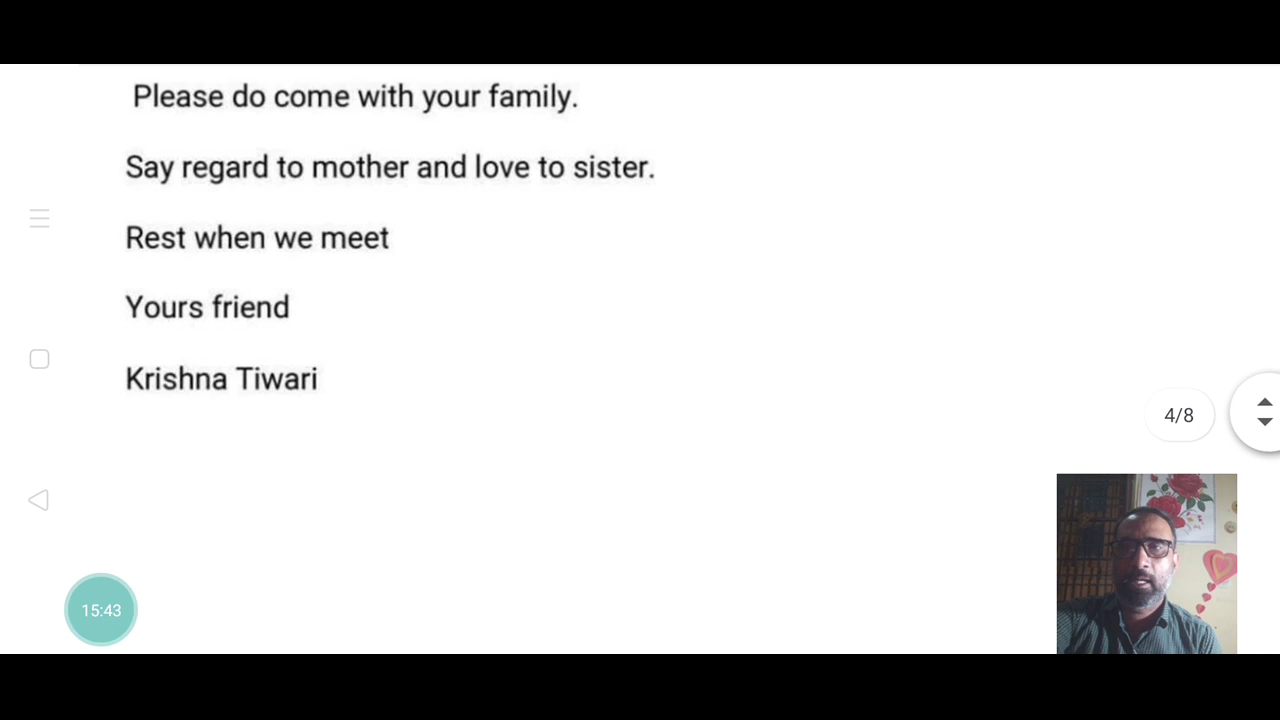 Please do come with your family.
Say regard to mother and love to sister.
Rest when we meet
Yours friend
Krishna Tiwari
4/8
15:43